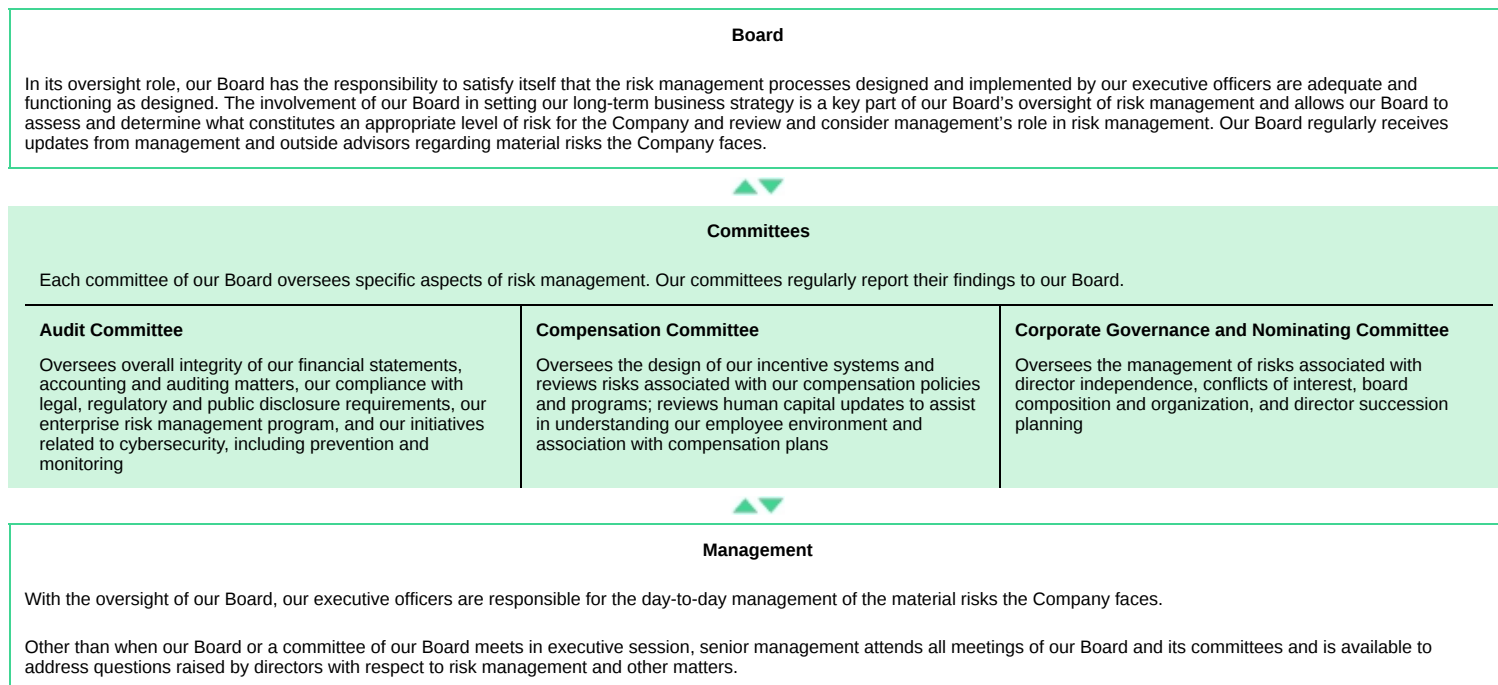 Board
In its oversight role, our Board has the responsibility to satisfy itself that the risk management processes designed and implemented by our executive officers are adequate and
functioning as designed. The involvement of our Board in setting our long-term business strategy is a key part of our Board’s oversight of risk management and allows our Board to
assess and determine what constitutes an appropriate level of risk for the Company and review and consider management’s role in risk management. Our Board regularly receives
updates from management and outside advisors regarding material risks the Company faces.
Committees
Each committee of our Board oversees specific aspects of risk management. Our committees regularly report their findings to our Board.
Audit Committee
Oversees overall integrity of our financial statements,
accounting and auditing matters, our compliance with
legal, regulatory and public disclosure requirements, our
enterprise risk management program, and our initiatives
related to cybersecurity, including prevention and
monitoring
Compensation Committee
Oversees the design of our incentive systems and
reviews risks associated with our compensation policies
and programs; reviews human capital updates to assist
in understanding our employee environment and
association with compensation plans
Corporate Governance and Nominating Committee
Oversees the management of risks associated with
director independence, conflicts of interest, board
composition and organization, and director succession
planning
Management
With the oversight of our Board, our executive officers are responsible for the day-to-day management of the material risks the Company faces.
Other than when our Board or a committee of our Board meets in executive session, senior management attends all meetings of our Board and its committees and is available to
address questions raised by directors with respect to risk management and other matters.